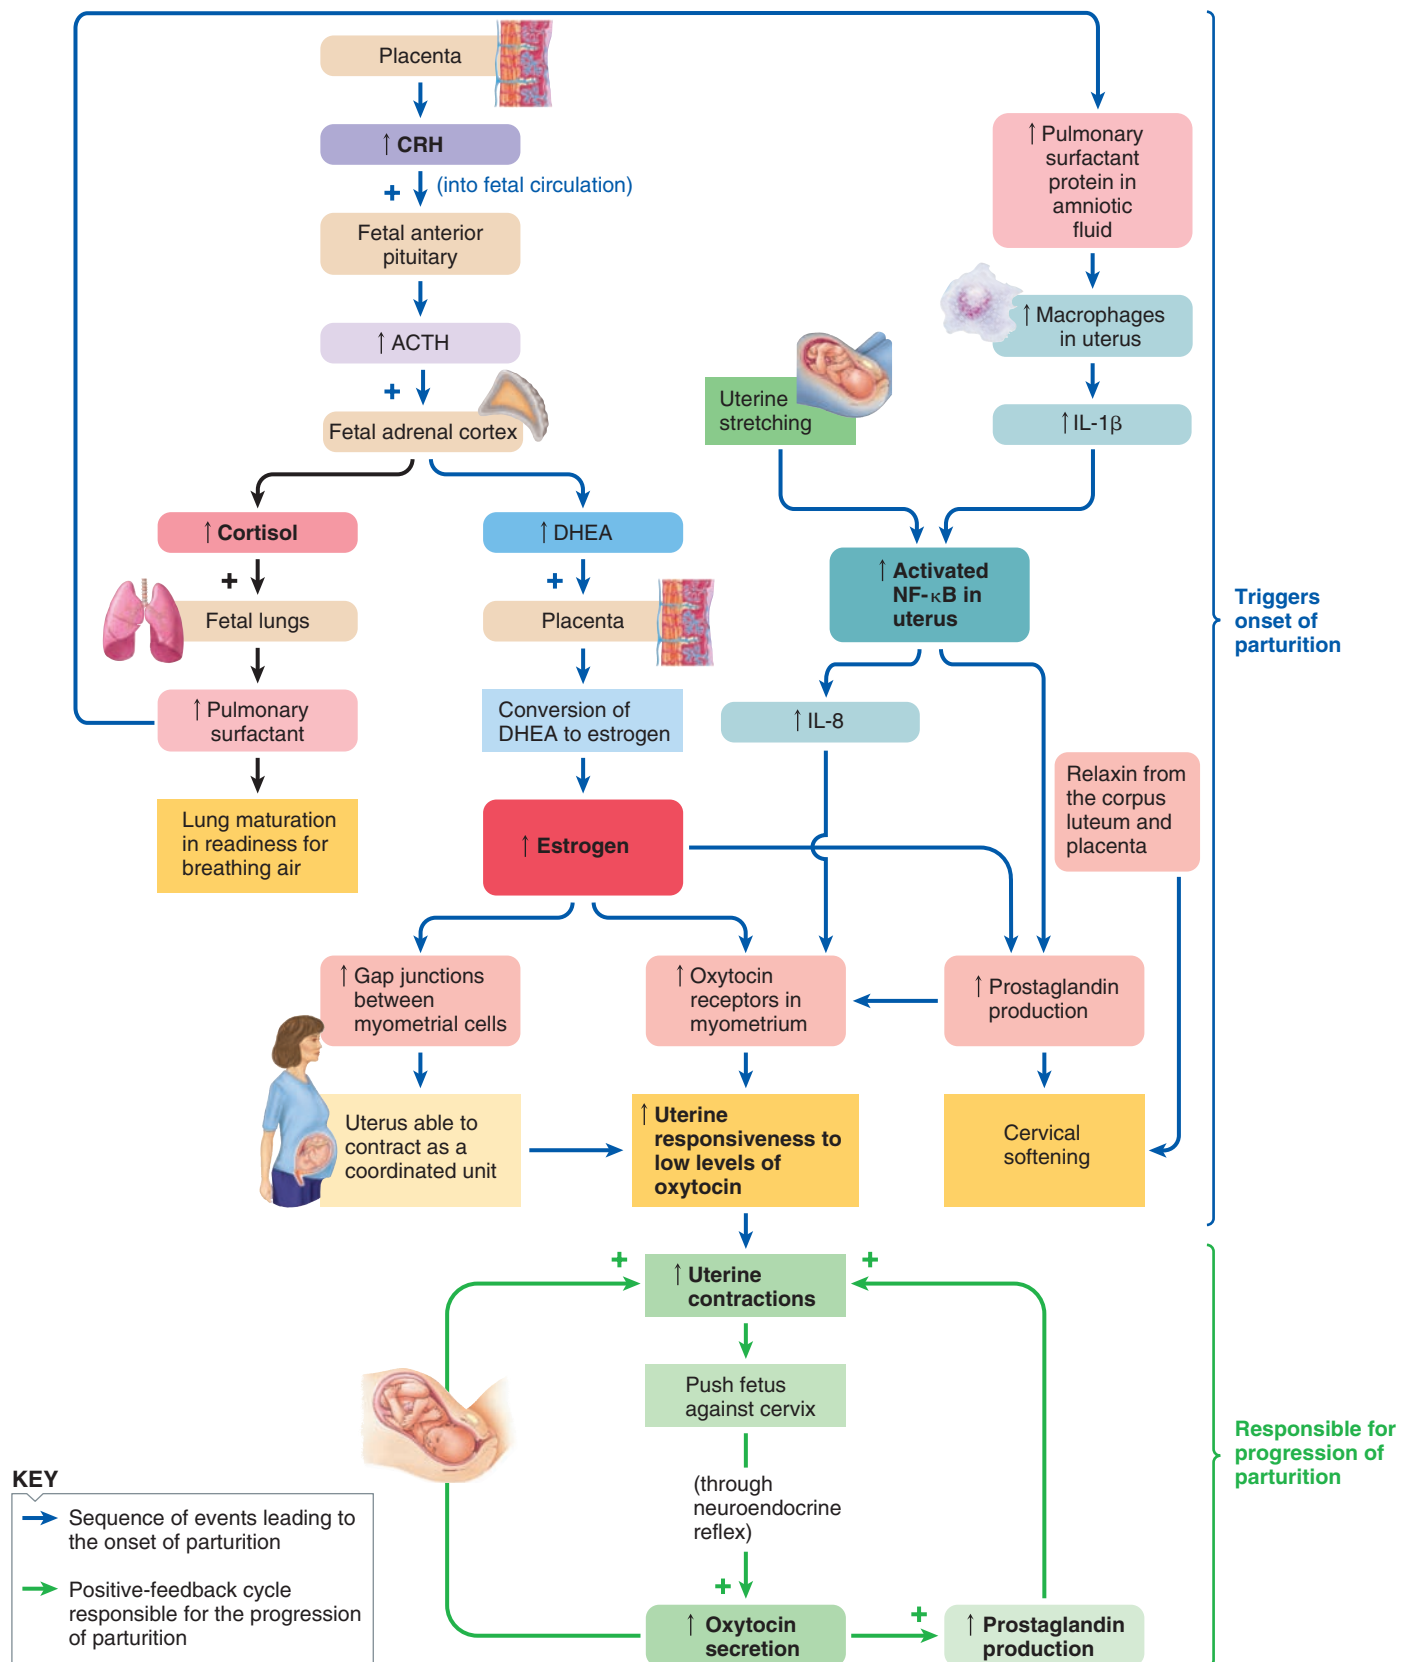 Placenta
↑ CRH
+
(into fetal circulation)
Fetal anterior
pituitary
↑ ACTH
+
Fetal adrenal cortex
↑ Cortisol
+
Fetal lungs
↑ Pulmonary
surfactant
Lung maturation
in readiness for
breathing air
↑ DHEA
+
Placenta
Conversion of
DHEA to estrogen
↑ Estrogen
↑ Pulmonary
surfactant
protein in
amniotic
fluid
↑ Macrophages
in uterus
↑ IL-1β
Uterine
stretching
↑ Activated
NF-κB in
uterus
↑ IL-8
Relaxin from
the corpus
luteum and
placenta
↑ Gap junctions
between
myometrial cells
↑ Oxytocin
receptors in
myometrium
↑ Prostaglandin
production
Uterus able to
contract as a
coordinated unit
↑ Uterine
responsiveness to
low levels of
oxytocin
Cervical
softening
Triggers
onset of
parturition
+
↑ Uterine
contractions
+
Push fetus
against cervix
(through
neuroendocrine
reflex)
+
↑ Oxytocin
secretion
+
↑ Prostaglandin
production
Responsible for
progression of
parturition
KEY
Sequence of events leading to
the onset of parturition
Positive-feedback cycle
responsible for the progression
of parturition